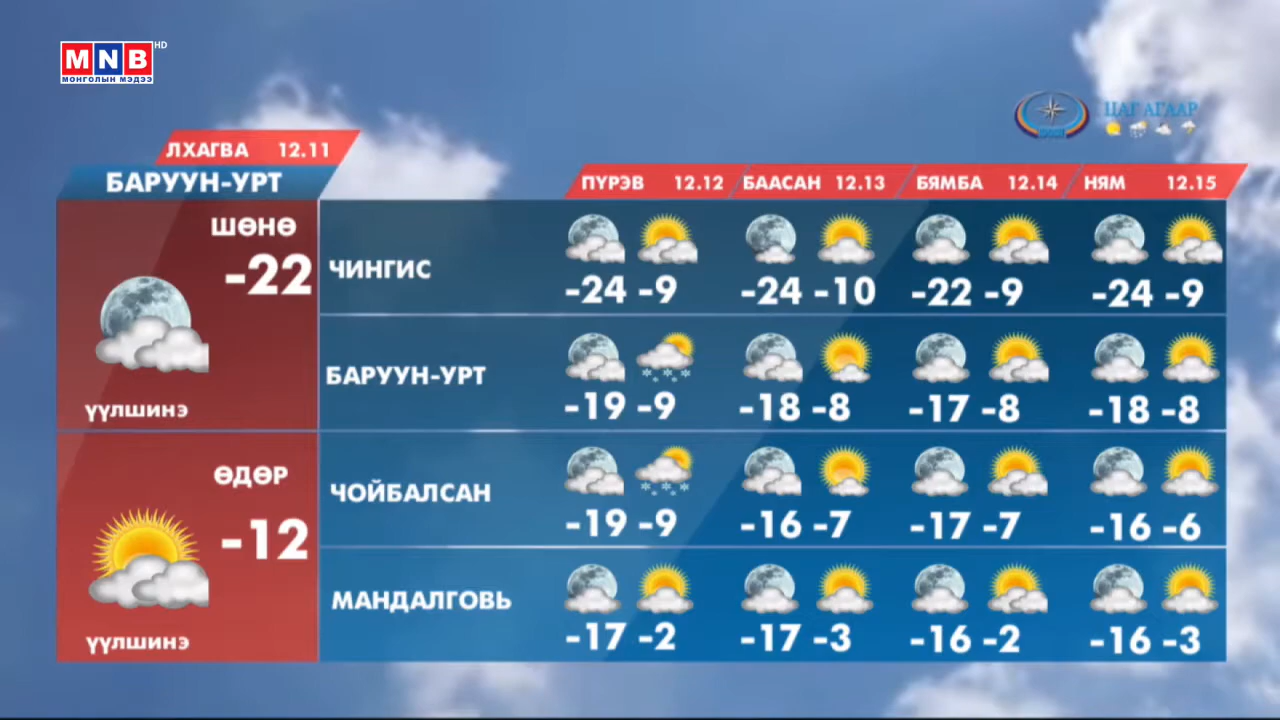 MNB HD
МОНГОЛЫН МЭДЭЭ
ЦАГ АГААР
ЛХАГВА 12.11
БАРУУН-УРТ
ШӨНӨ
-22
үүлшинэ
ӨДӨР
-12
үүлшинэ
ПҮРЭВ 12.12 БААСАН 12.13 БЯМБА 12.14 НЯМ 12.15
ЧИНГИС -24 -9 -24 -10 -22 -9 -24 -9
БАРУУН-УРТ -19 -9 -18 -8 -17 -8 -18 -8
ЧОЙБАЛСАН -19 -9 -16 -7 -17 -7 -16 -6
МАНДАЛГОВЬ -17 -2 -17 -3 -16 -2 -16 -3